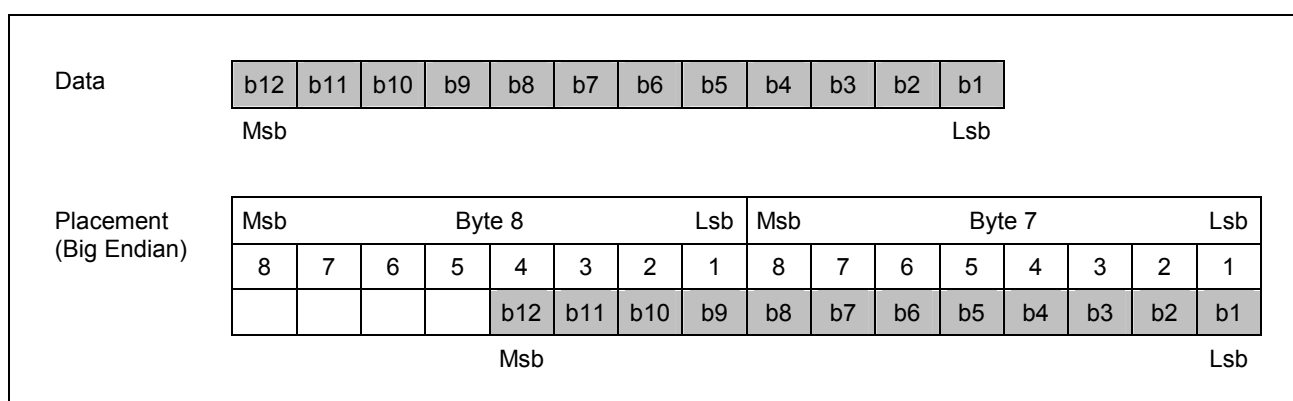 Data b12 b11 b10 b9 b8 b7 b6 b5 b4 b3 b2 b1
Msb Lsb
Placement Msb Byte 8 Lsb Msb Byte 7 Lsb
(Big Endian) 8 7 6 5 4 3 2 1 8 7 6 5 4 3 2 1
b12 b11 b10 b9 b8 b7 b6 b5 b4 b3 b2 b1
Msb Lsb